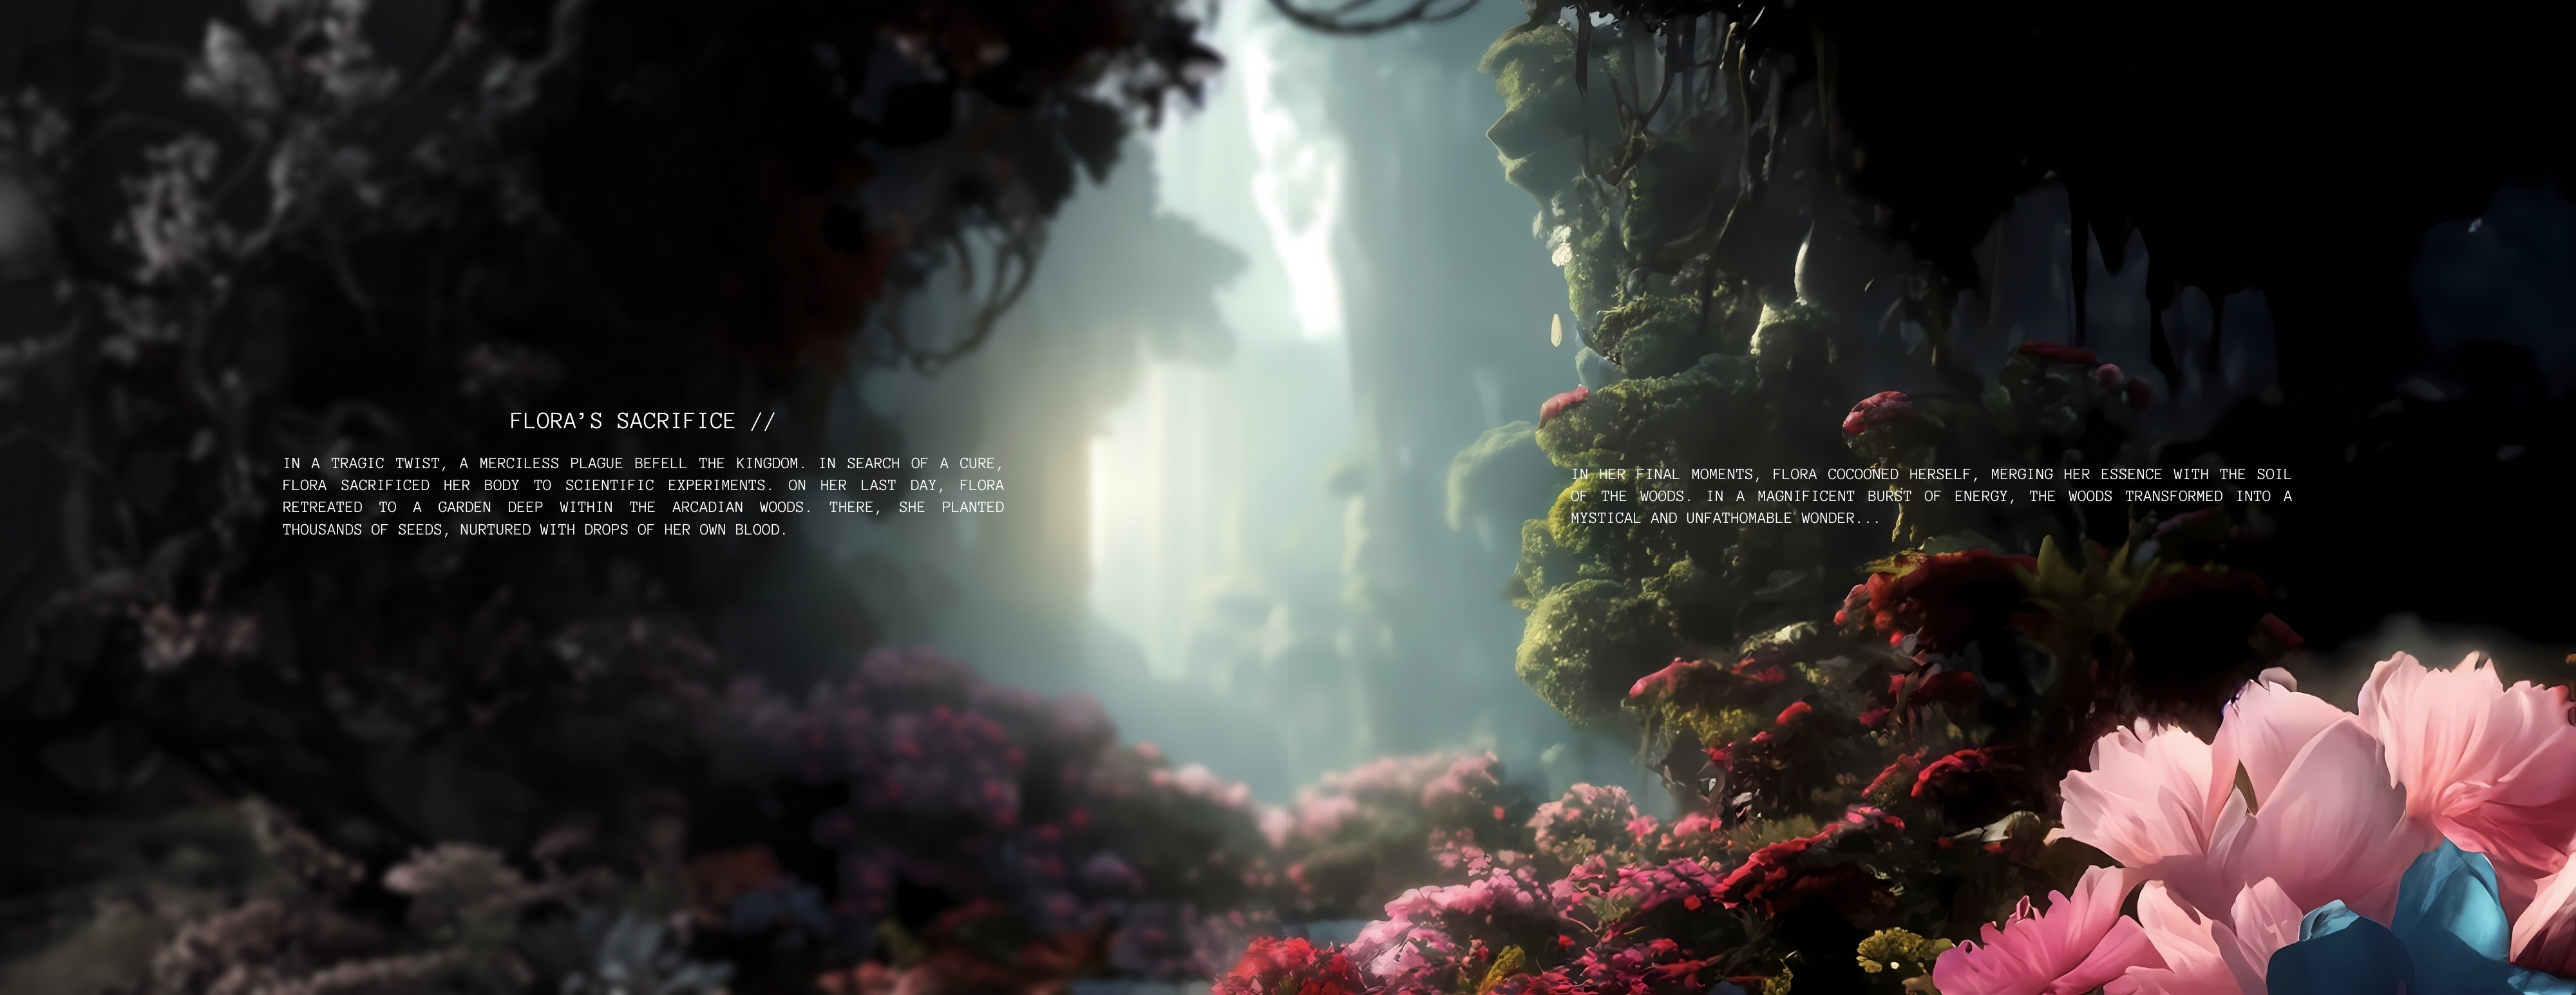 FLORA’S SACRIFICE //
IN A TRAGIC TWIST, A MERCILESS PLAGUE BEFELL THE KINGDOM. IN SEARCH OF A CURE,
FLORA SACRIFICED HER BODY TO SCIENTIFIC EXPERIMENTS. ON HER LAST DAY, FLORA
RETREATED TO A GARDEN DEEP WITHIN THE ARCADIAN WOODS. THERE, SHE PLANTED
THOUSANDS OF SEEDS, NURTURED WITH DROPS OF HER OWN BLOOD.
IN HER FINAL MOMENTS, FLORA COCOONED HERSELF, MERGING HER ESSENCE WITH THE SOIL
OF THE WOODS. IN A MAGNIFICENT BURST OF ENERGY, THE WOODS TRANSFORMED INTO A
MYSTICAL AND UNFATHOMABLE WONDER...